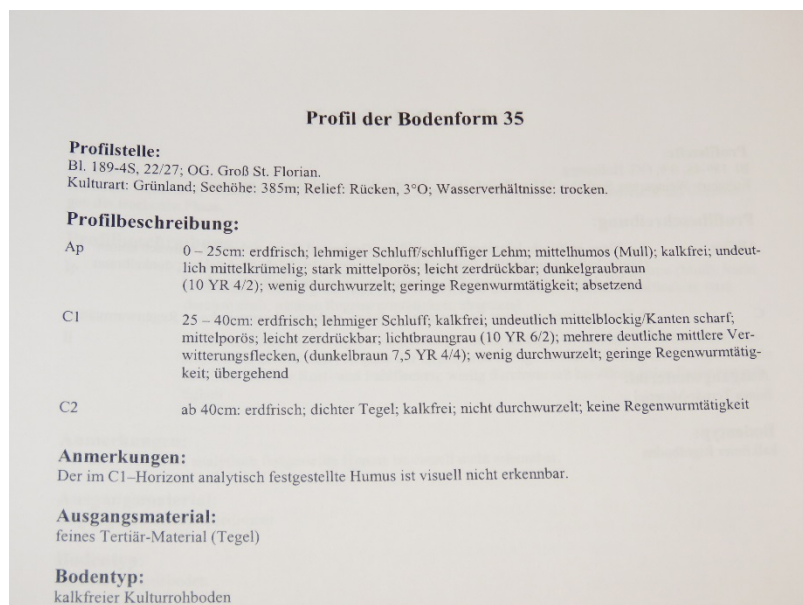 Profil der Bodenform 35
Profilstelle:
Bl. 189-4S, 22/27; OG. Groß St. Florian.
Kulturart: Grünland; Seehöhe: 385m; Relief: Rücken, 3°O; Wasserverhältnisse: trocken.
Profilbeschreibung:
Ap 0 – 25cm: erdfrisch; lehmiger Schluff/schluffiger Lehm; mittelhumos (Mull); kalkfrei; undeut-
lich mittelkrümelig; stark mittelporös; leicht zerdrückbar; dunkelgraubraun
(10 YR 4/2); wenig durchwurzelt; geringe Regenwurmtätigkeit; absetzend
C1 25 – 40cm: erdfrisch; lehmiger Schluff; kalkfrei; undeutlich mittelblockig/Kanten scharf;
mittelporös; leicht zerdrückbar; lichtbraungrau (10 YR 6/2); mehrere deutliche mittlere Ver-
witterungsflecken, (dunkelbraun 7,5 YR 4/4); wenig durchwurzelt; geringe Regenwurmtätig-
keit; übergehend
C2 ab 40cm: erdfrisch; dichter Tegel; kalkfrei; nicht durchwurzelt; keine Regenwurmtätigkeit
Anmerkungen:
Der im C1–Horizont analytisch festgestellte Humus ist visuell nicht erkennbar.
Ausgangsmaterial:
feines Tertiär-Material (Tegel)
Bodentyp:
kalkfreier Kulturrohboden